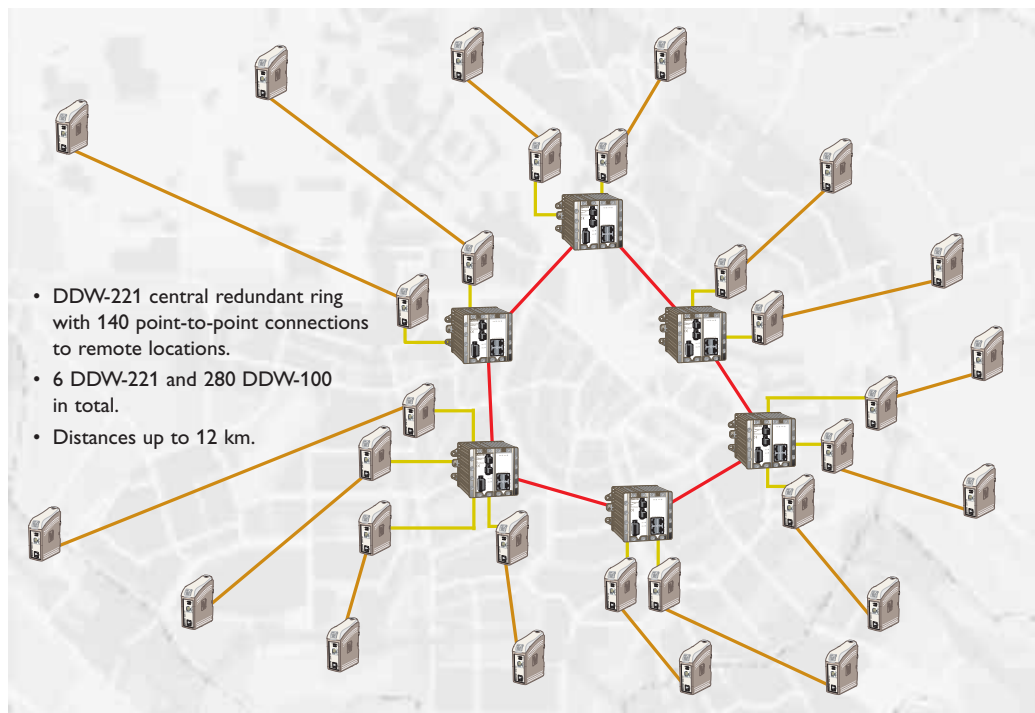 • DDW-221 central redundant ring
with 140 point-to-point connections
to remote locations.
• 6 DDW-221 and 280 DDW-100
in total.
• Distances up to 12 km.